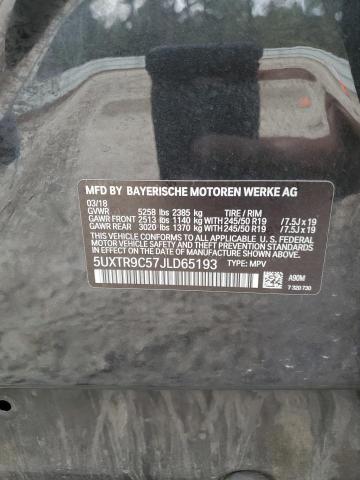 MFD BY BAYERISCHE MOTOREN WERKE AG
03/18
GVWR 5258 lbs 2385 kg TIRE / RIM
GAWR FRONT 2513 lbs 1140 kg WITH 245/50 R19 /7.5J x 19
GAWR REAR 3020 lbs 1370 kg WITH 245/50 R19 /7.5J x 19
THIS VEHICLE CONFORMS TO ALL APPLICABLE U.S. FEDERAL MOTOR VEHICLE SAFETY, BUMPER, AND THEFT PREVENTION STANDARDS IN EFFECT ON THE DATE OF MANUFACTURE SHOWN ABOVE.
5UXTR9C57JLD65193 TYPE: MPV
A90M
7 320 730